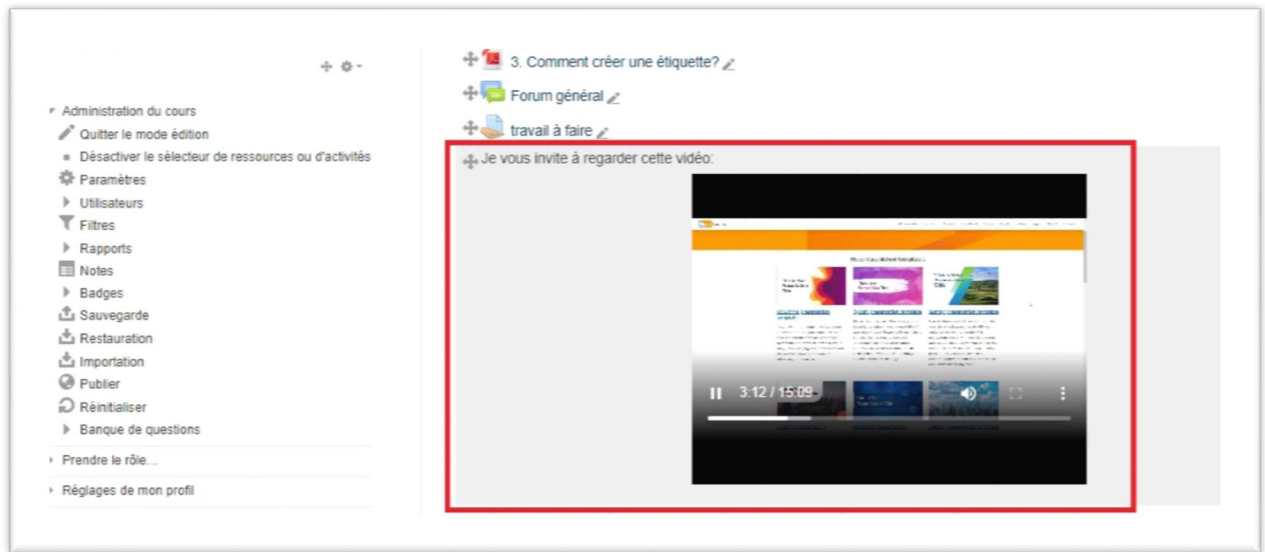 Administration du cours
Quitter le mode édition
Désactiver le sélecteur de ressources ou d'activités
Paramètres
Utilisateurs
Filtres
Rapports
Notes
Badges
Sauvegarde
Restauration
Importation
Publier
Réinitialiser
Banque de questions
Prendre le rôle...
Réglages de mon profil
3. Comment créer une étiquette?
Forum général
travail à faire
Je vous invite à regarder cette vidéo:
3:12 / 15:09